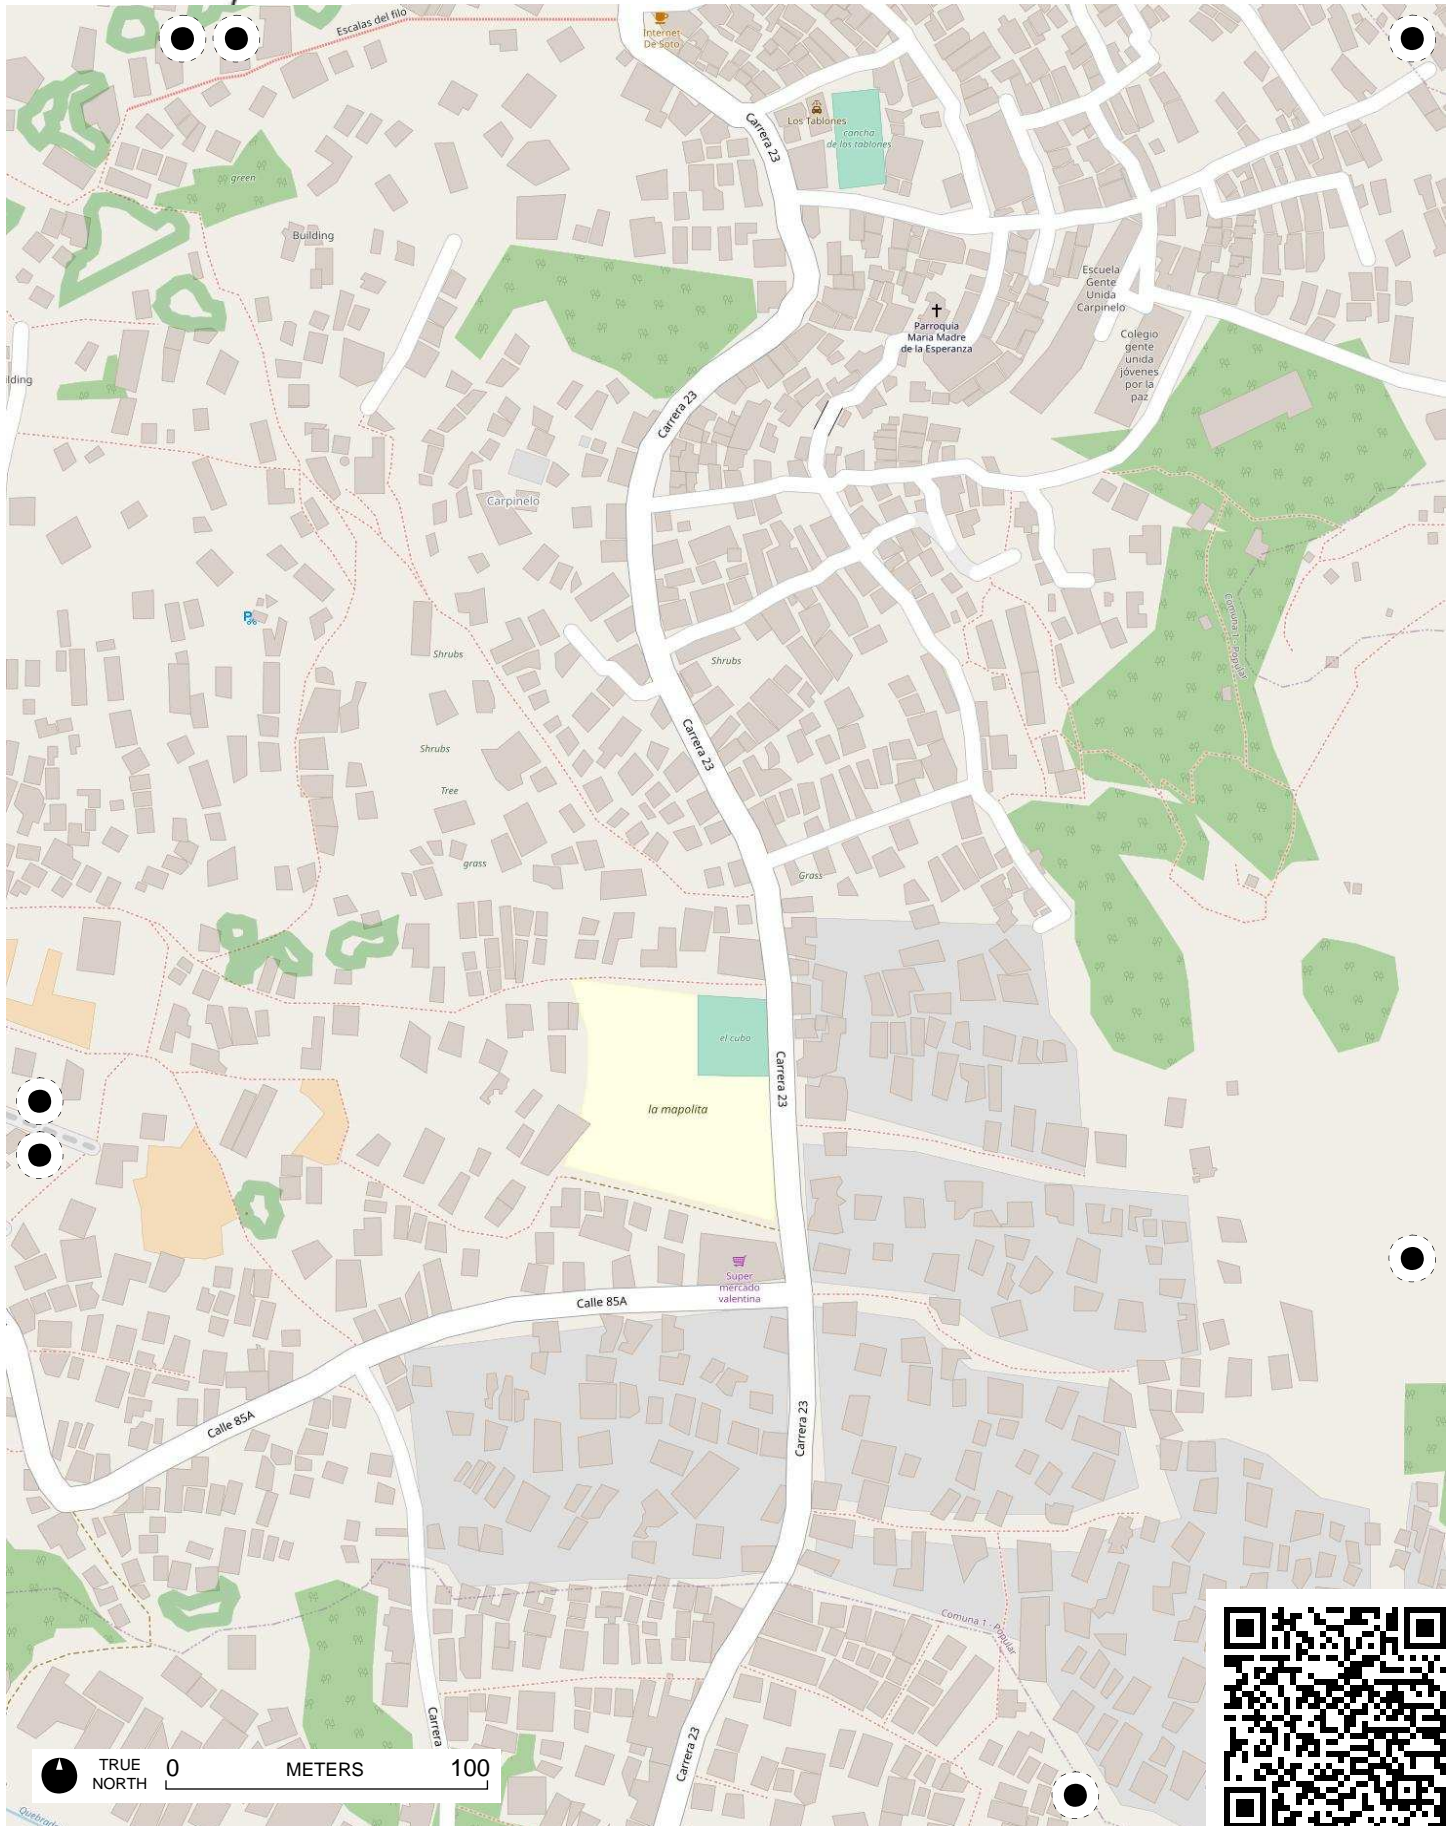 Escalas del filo
Internet
De Soto
Los Tablones
cancha
de los tablones
Carrera 23
green
Building
Escuela
Gente
Unida
Carpinelo
Parroquia
Maria Madre
de la Esperanza
Colegio
gente
unida
jóvenes
por la
paz
lding
Carrera 23
Carpinelo
Comuna 1 - Popular
Shrubs
Shrubs
Carrera 23
Shrubs
Tree
grass
Grass
el cubo
Carrera 23
la mapolita
Super
mercado
valentina
Calle 85A
Calle 85A
Carrera 23
Comuna 1 - Popular
Carrera
Carrera 23
TRUE
NORTH
0 METERS 100
Quebrada